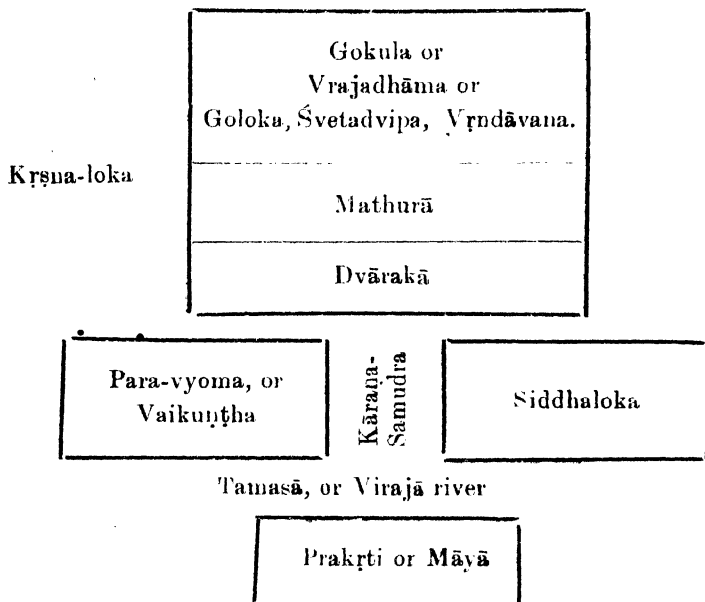 Gokula or
Vrajadhāma or
Goloka, Śvetadvipa, Vṛndāvana.
Kṛṣna-loka
Mathurā
Dvārakā
Para-vyoma, or
Vaikuṇṭha
Kāraṇa-
Samudra
Siddhaloka
Tamasā, or Virajā river
Prakṛti or Māyā